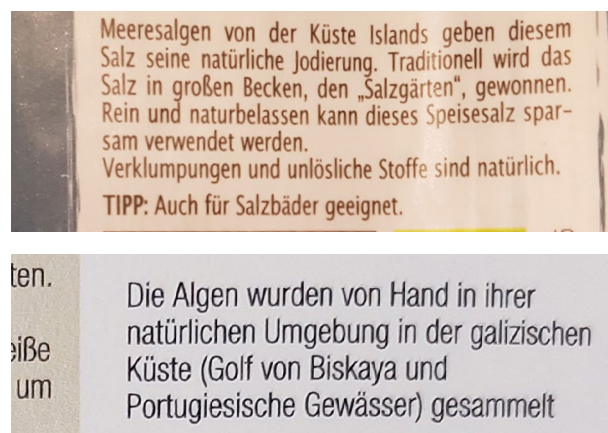 Meeresalgen von der Küste Islands geben diesem
Salz seine natürliche Jodierung. Traditionell wird das
Salz in großen Becken, den „Salzgärten“, gewonnen.
Rein und naturbelassen kann dieses Speisesalz spar-
sam verwendet werden.
Verklumpungen und unlösliche Stoffe sind natürlich.
TIPP: Auch für Salzbäder geeignet.
ten.
eiße
um
Die Algen wurden von Hand in ihrer
natürlichen Umgebung in der galizischen
Küste (Golf von Biskaya und
Portugiesische Gewässer) gesammelt